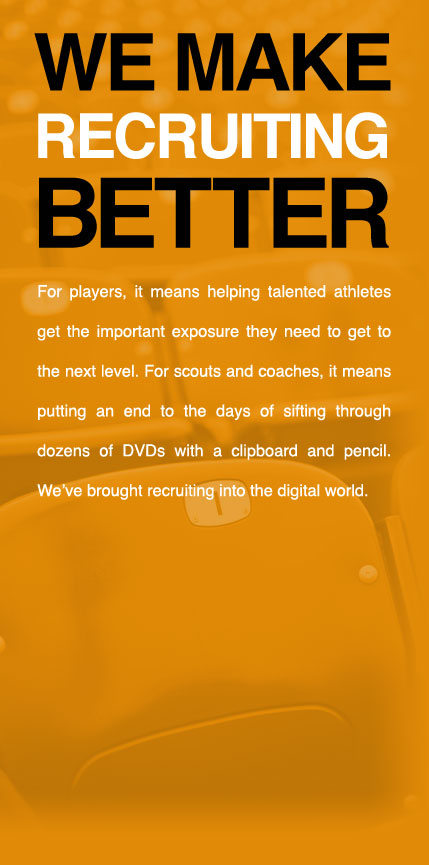 WE MAKE
RECRUITING
BETTER
For players, it means helping talented athletes
get the important exposure they need to get to
the next level. For scouts and coaches, it means
putting an end to the days of sifting through
dozens of DVDs with a clipboard and pencil.
We've brought recruiting into the digital world.
1